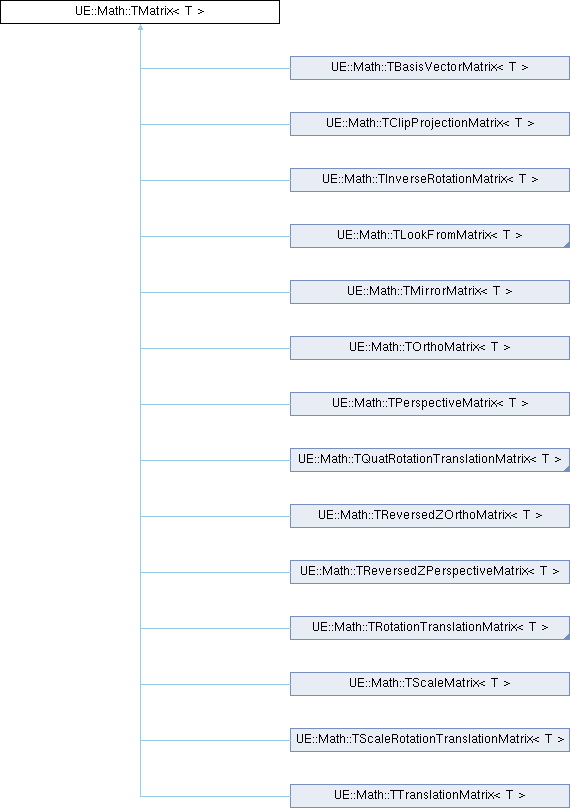 UE::Math::TMatrix< T >
UE::Math::TBasisVectorMatrix< T >
UE::Math::TClipProjectionMatrix< T >
UE::Math::TInverseRotationMatrix< T >
UE::Math::TLookFromMatrix< T >
UE::Math::TMirrorMatrix< T >
UE::Math::TOrthoMatrix< T >
UE::Math::TPerspectiveMatrix< T >
UE::Math::TQuatRotationTranslationMatrix< T >
UE::Math::TReversedZOrthoMatrix< T >
UE::Math::TReversedZPerspectiveMatrix< T >
UE::Math::TRotationTranslationMatrix< T >
UE::Math::TScaleMatrix< T >
UE::Math::TScaleRotationTranslationMatrix< T >
UE::Math::TTranslationMatrix< T >